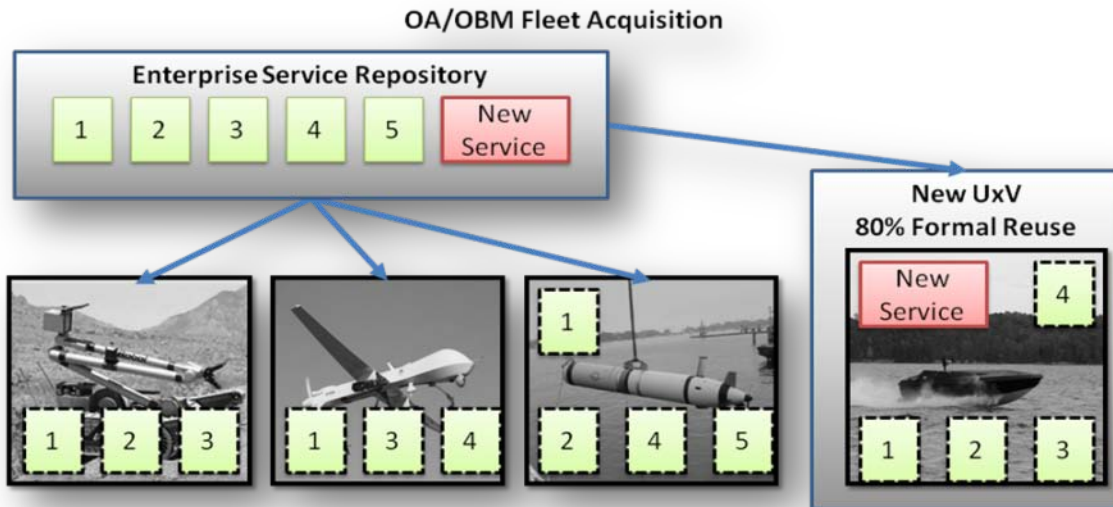 OA/OBM Fleet Acquisition
Enterprise Service Repository
1 2 3 4 5 New
Service
New UxV
80% Formal Reuse
New
Service
4
1
1 2 3
1 3 4
2 4 5
1 2 3